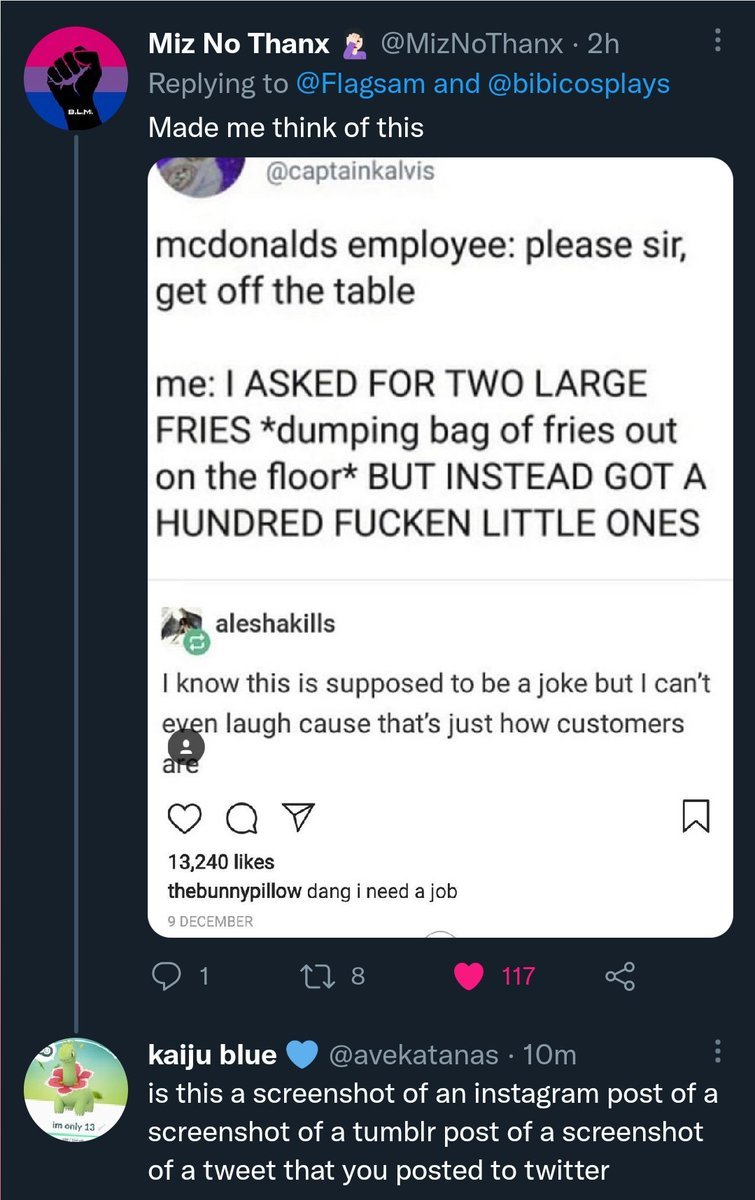 Miz No Thanx 🤦🏻‍♀️ @MizNoThanx · 2h
Replying to @Flagsam and @bibicosplays
B.L.M.
Made me think of this
@captainkalvis
mcdonalds employee: please sir,
get off the table
me: I ASKED FOR TWO LARGE
FRIES *dumping bag of fries out
on the floor* BUT INSTEAD GOT A
HUNDRED FUCKEN LITTLE ONES
aleshakills
I know this is supposed to be a joke but I can't
even laugh cause that's just how customers
are
13,240 likes
thebunnypillow dang i need a job
9 DECEMBER
1 8 117
kaiju blue 💙 @avekatanas · 10m
is this a screenshot of an instagram post of a
im only 13
screenshot of a tumblr post of a screenshot
of a tweet that you posted to twitter